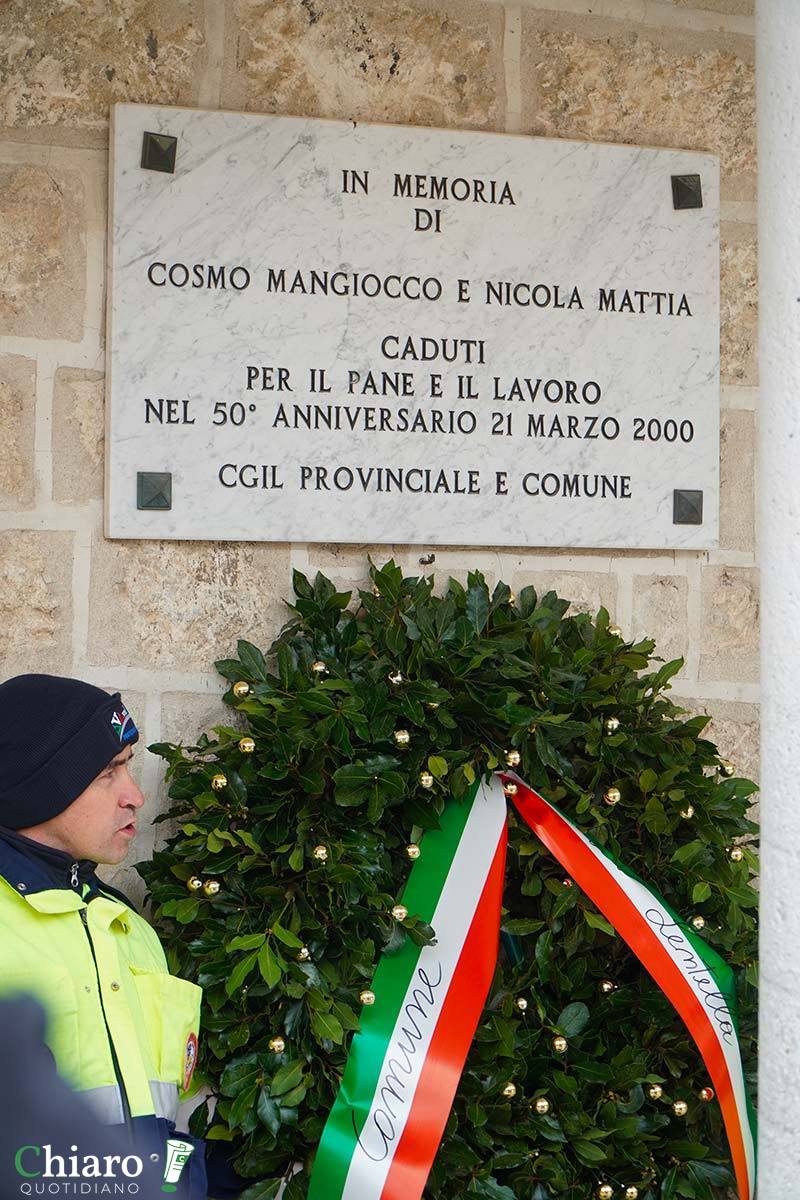 IN MEMORIA
DI
COSMO MANGIOCCO E NICOLA MATTIA
CADUTI
PER IL PANE E IL LAVORO
NEL 50° ANNIVERSARIO 21 MARZO 2000
CGIL PROVINCIALE E COMUNE
Comune
Lentella
Chiaro
QUOTIDIANO